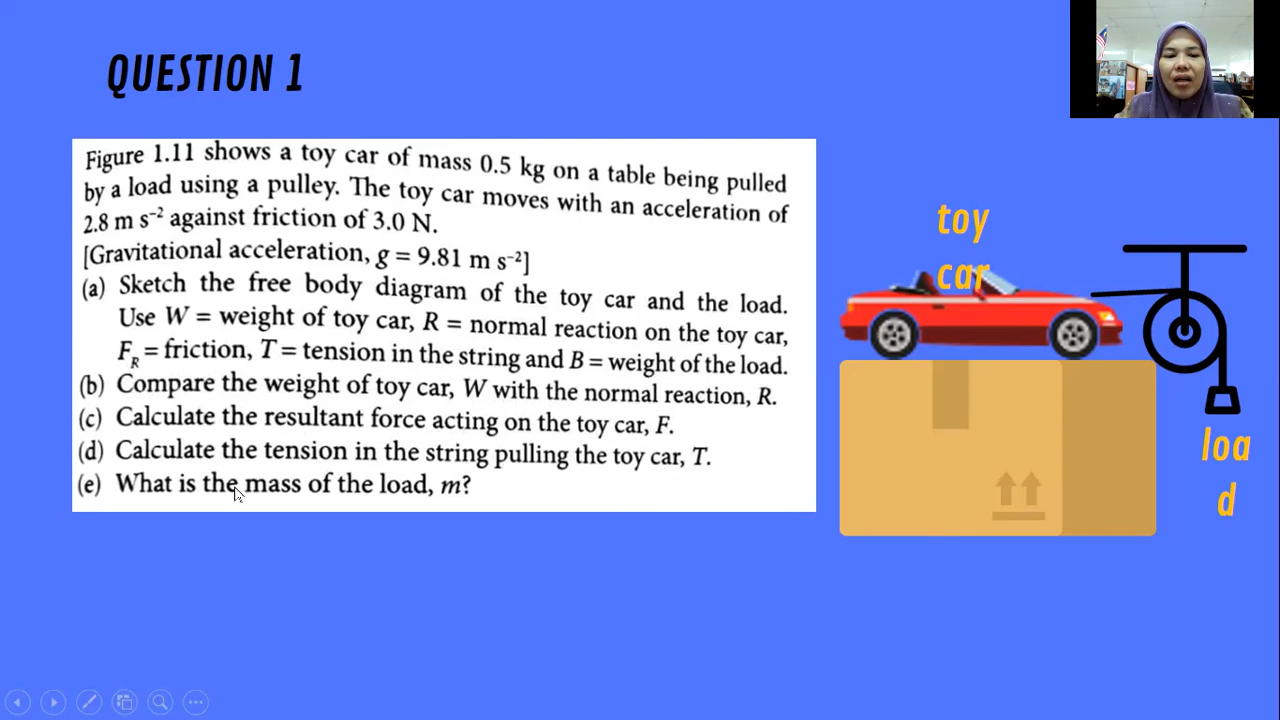 QUESTION 1
Figure 1.11 shows a toy car of mass 0.5 kg on a table being pulled
by a load using a pulley. The toy car moves with an acceleration of
2.8 m s⁻² against friction of 3.0 N.
[Gravitational acceleration, g = 9.81 m s⁻²]
(a) Sketch the free body diagram of the toy car and the load.
Use W = weight of toy car, R = normal reaction on the toy car,
F_R = friction, T = tension in the string and B = weight of the load.
(b) Compare the weight of toy car, W with the normal reaction, R.
(c) Calculate the resultant force acting on the toy car, F.
(d) Calculate the tension in the string pulling the toy car, T.
(e) What is the mass of the load, m?
toy
car
loa
d